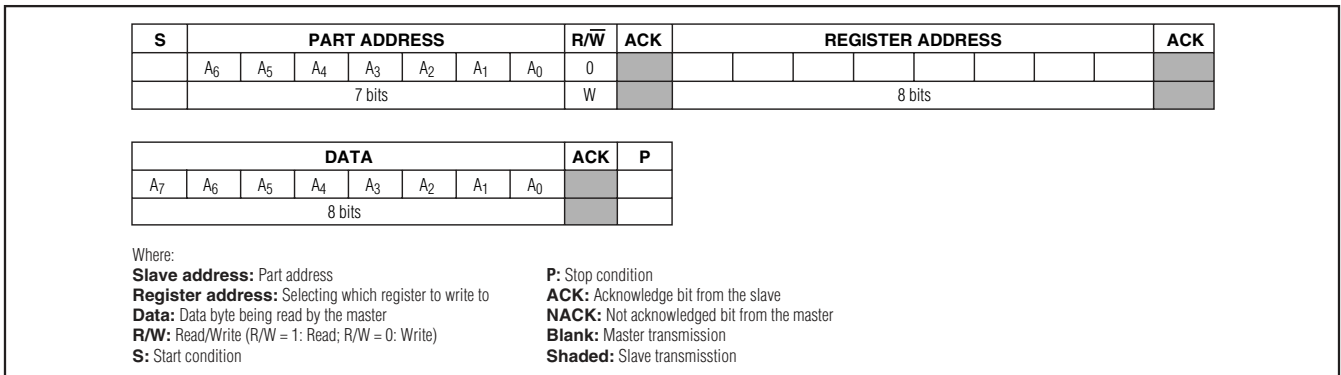 S PART ADDRESS R/W̅ ACK REGISTER ADDRESS ACK
A₆ A₅ A₄ A₃ A₂ A₁ A₀ 0
7 bits W 8 bits
DATA ACK P
A₇ A₆ A₅ A₄ A₃ A₂ A₁ A₀
8 bits
Where:
Slave address: Part address
Register address: Selecting which register to write to
Data: Data byte being read by the master
R/W: Read/Write (R/W = 1: Read; R/W = 0: Write)
S: Start condition
P: Stop condition
ACK: Acknowledge bit from the slave
NACK: Not acknowledged bit from the master
Blank: Master transmission
Shaded: Slave transmisstion